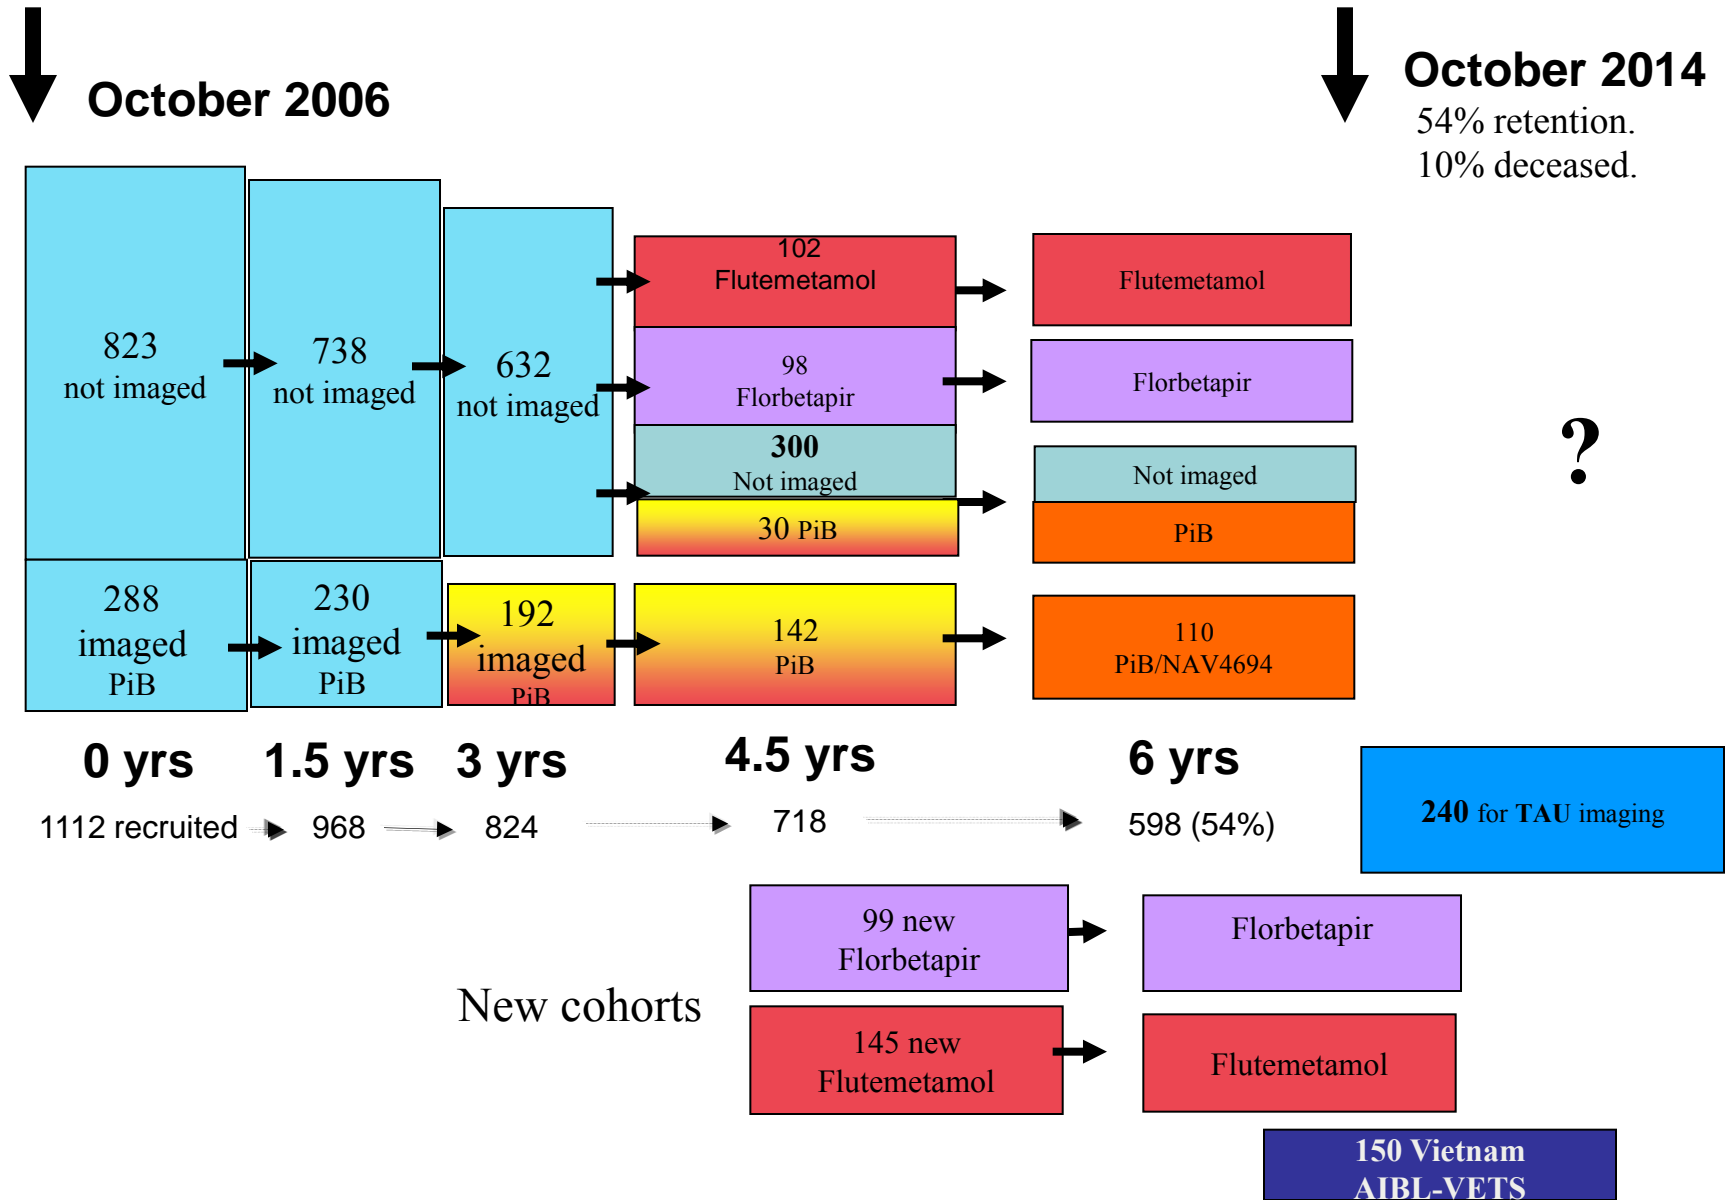 October 2006
October 2014
54% retention.
10% deceased.
823
not imaged
738
not imaged
632
not imaged
102
Flutemetamol
98
Florbetapir
300
Not imaged
30 PiB
Flutemetamol
Florbetapir
Not imaged
PiB
?
288
imaged
PiB
230
imaged
PiB
192
imaged
PiB
142
PiB
110
PiB/NAV4694
0 yrs
1.5 yrs
3 yrs
4.5 yrs
6 yrs
1112 recruited
968
824
718
598 (54%)
240 for TAU imaging
New cohorts
99 new
Florbetapir
Florbetapir
145 new
Flutemetamol
Flutemetamol
150 Vietnam
AIBL-VETS